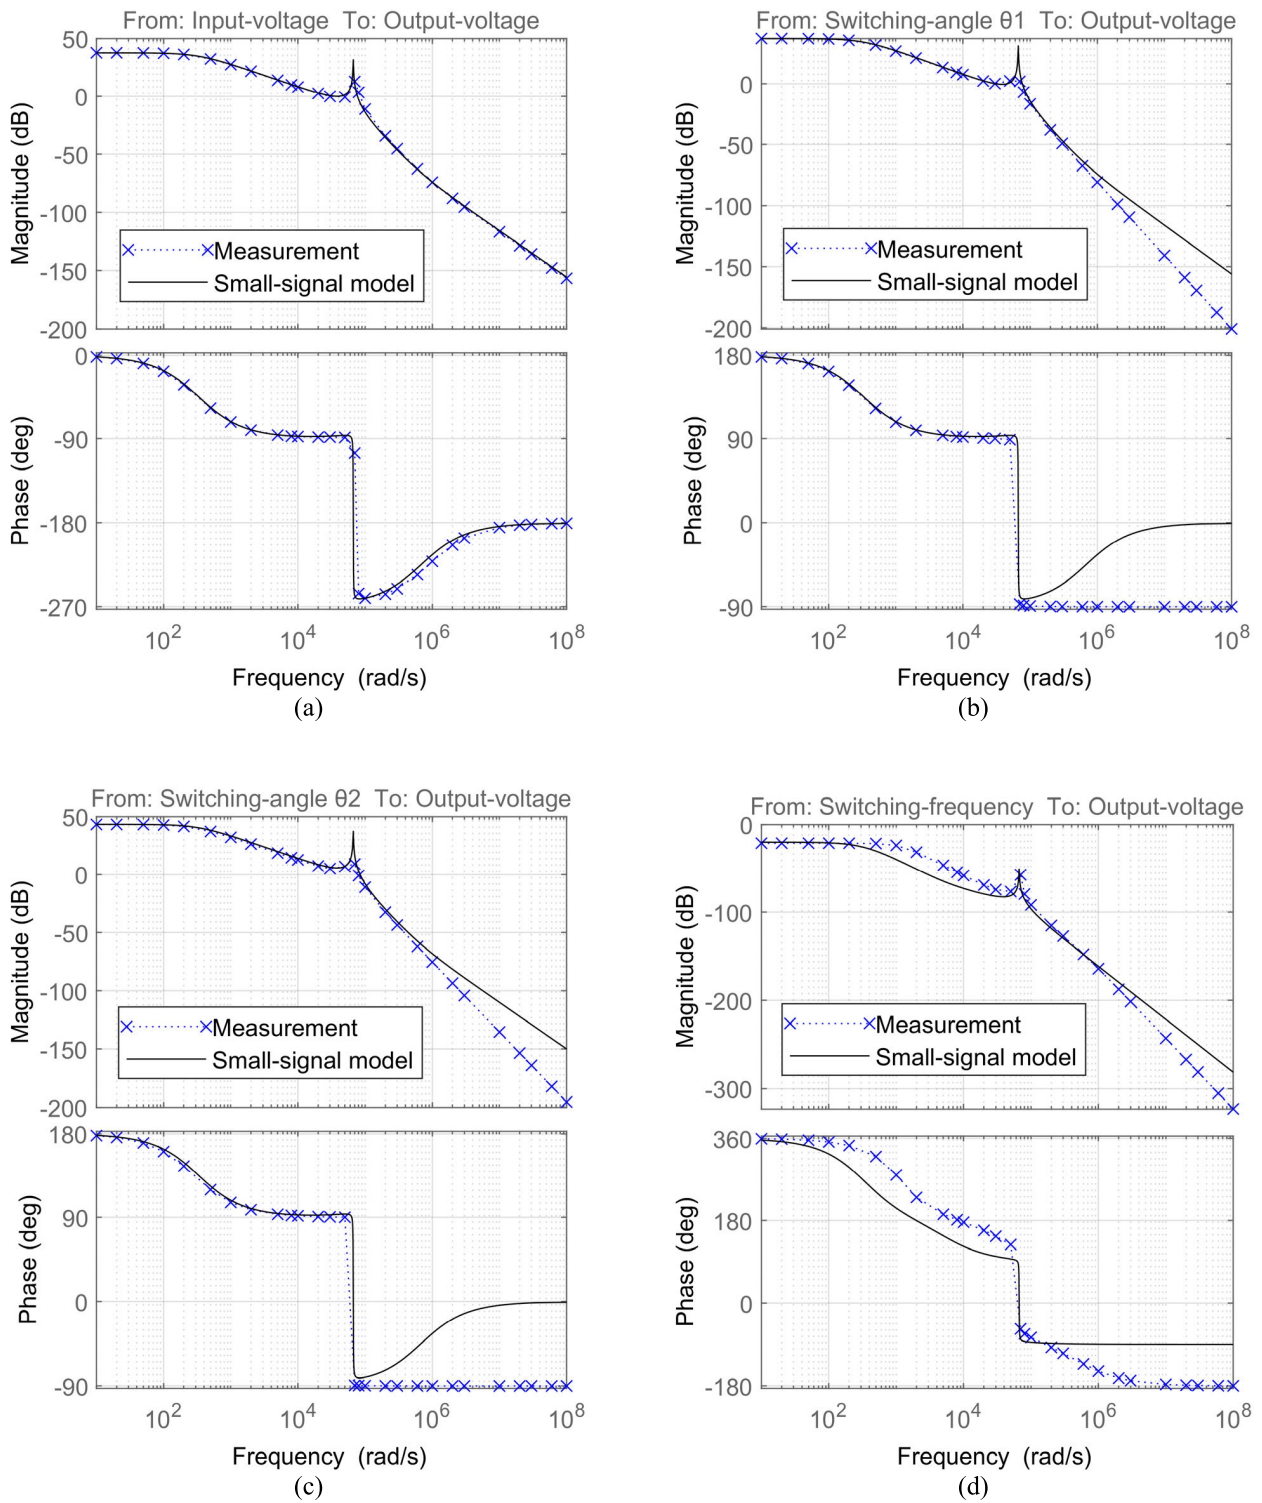 From: Input-voltage  To: Output-voltage
50
0
-50
-100
-150
-200
Magnitude (dB)
Measurement
Small-signal model
0
-90
-180
-270
Phase (deg)
10^2
10^4
10^6
10^8
Frequency (rad/s)
(a)
From: Switching-angle θ1  To: Output-voltage
0
-50
-100
-150
-200
Magnitude (dB)
Measurement
Small-signal model
180
90
0
-90
Phase (deg)
10^2
10^4
10^6
10^8
Frequency (rad/s)
(b)
From: Switching-angle θ2  To: Output-voltage
50
0
-50
-100
-150
-200
Magnitude (dB)
Measurement
Small-signal model
180
90
0
-90
Phase (deg)
10^2
10^4
10^6
10^8
Frequency (rad/s)
(c)
From: Switching-frequency  To: Output-voltage
0
-100
-200
-300
Magnitude (dB)
Measurement
Small-signal model
360
180
0
-180
Phase (deg)
10^2
10^4
10^6
10^8
Frequency (rad/s)
(d)